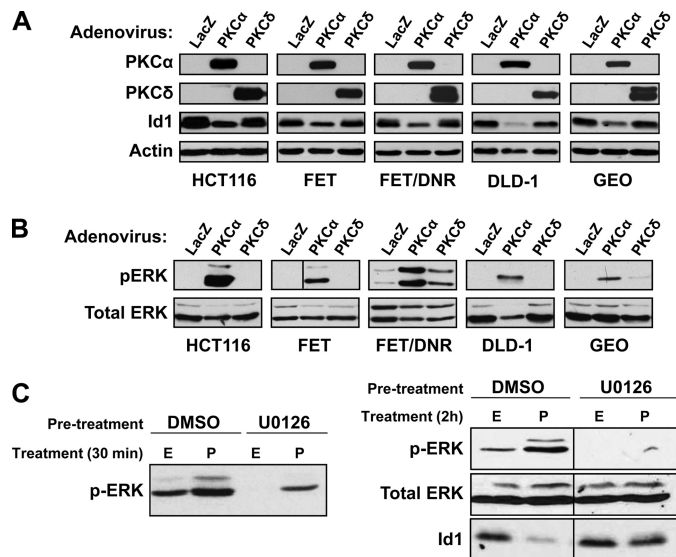 A
Adenovirus: LacZ PKCα PKCδ LacZ PKCα PKCδ LacZ PKCα PKCδ LacZ PKCα PKCδ LacZ PKCα PKCδ
PKCα
PKCδ
Id1
Actin
HCT116 FET FET/DNR DLD-1 GEO
B
Adenovirus: LacZ PKCα PKCδ LacZ PKCα PKCδ LacZ PKCα PKCδ LacZ PKCα PKCδ LacZ PKCα PKCδ
pERK
Total ERK
HCT116 FET FET/DNR DLD-1 GEO
C
Pre-treatment DMSO U0126
Treatment (30 min) E P E P
p-ERK
Pre-treatment DMSO U0126
Treatment (2h) E P E P
p-ERK
Total ERK
Id1